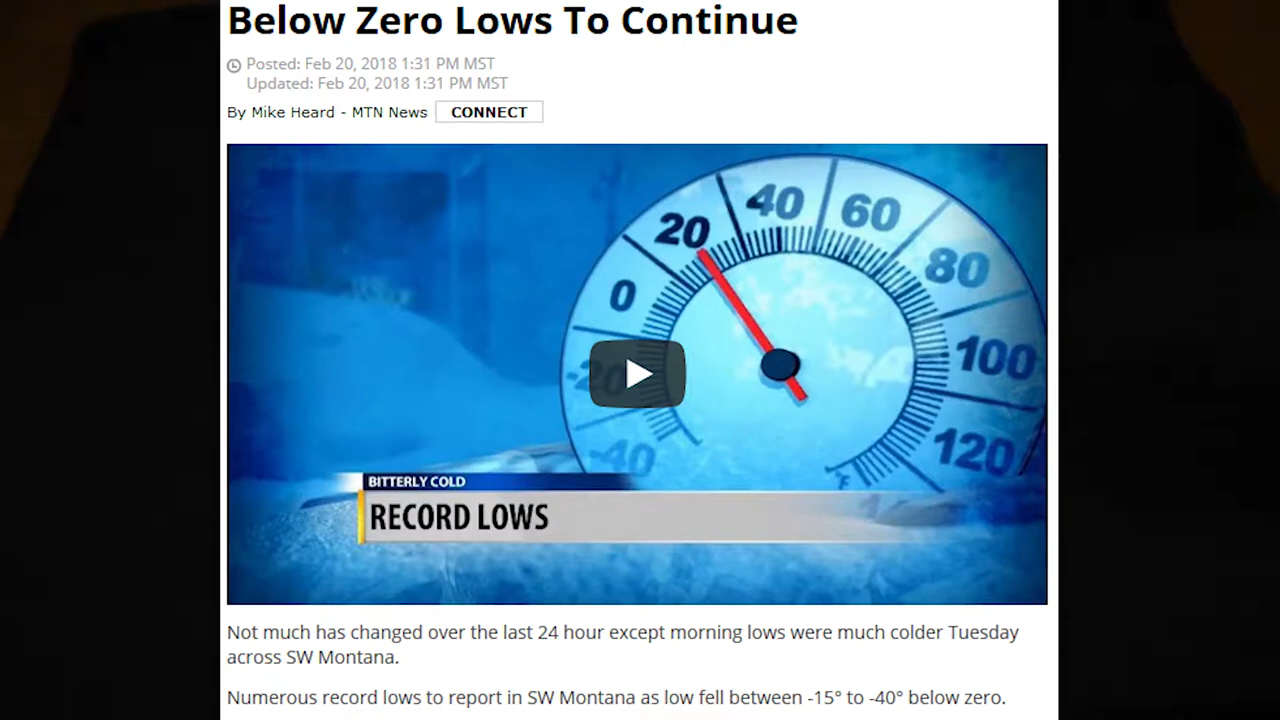 Below Zero Lows To Continue
Posted: Feb 20, 2018 1:31 PM MST
Updated: Feb 20, 2018 1:31 PM MST
By Mike Heard - MTN News CONNECT
40
60
20
80
0
100
-20
-40
120
°F
BITTERLY COLD
RECORD LOWS
Not much has changed over the last 24 hour except morning lows were much colder Tuesday
across SW Montana.
Numerous record lows to report in SW Montana as low fell between -15° to -40° below zero.